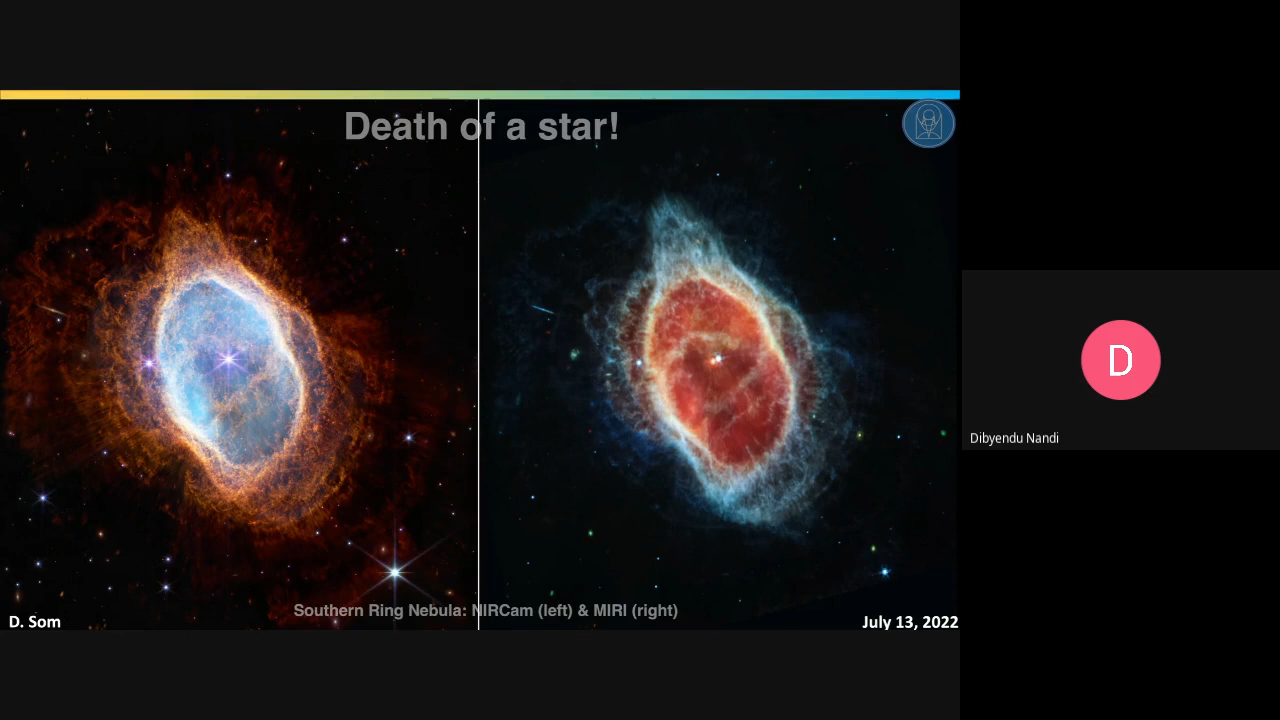 Death of a star!
D
Dibyendu Nandi
Southern Ring Nebula: NIRCam (left) & MIRI (right)
D. Som
July 13, 2022